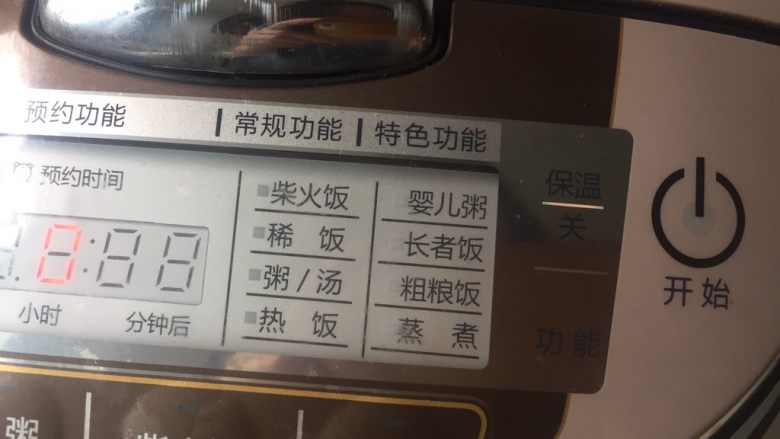 预约功能
常规功能
特色功能
预约时间
小时
分钟后
柴火饭
稀 饭
粥/汤
热 饭
婴儿粥
长者饭
粗粮饭
蒸 煮
保温
关
功能
开始
粥